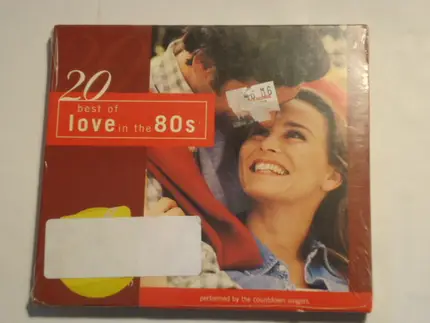 20
best of
love in the 80s
performed by the countdown singers